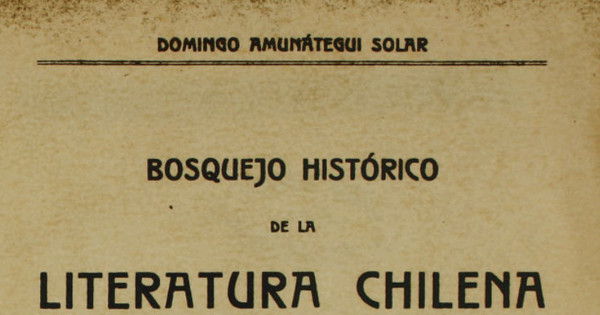 DOMINGO AMUNÁTEGUI SOLAR
BOSQUEJO HISTÓRICO
DE LA
LITERATURA CHILENA